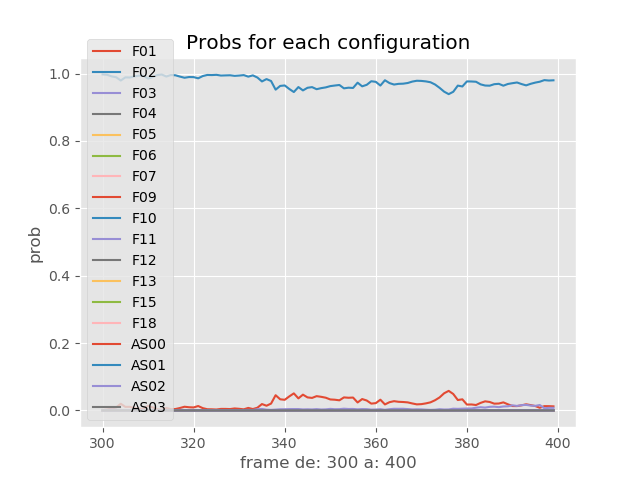 Probs for each configuration
F01
F02
F03
F04
F05
F06
F07
F09
F10
F11
F12
F13
F15
F18
AS00
AS01
AS02
AS03
1.0
0.8
0.6
0.4
0.2
0.0
prob
300
320
340
360
380
400
frame de: 300 a: 400